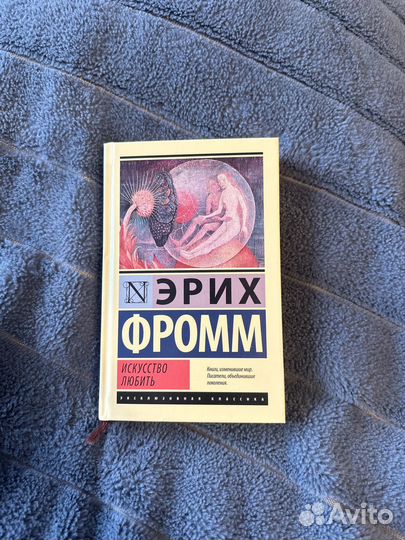 N ЭРИХ
ФРОММ
ИСКУССТВО
ЛЮБИТЬ
Книги, изменившие мир.
Писатели, объединившие
поколения.
ЭКСКЛЮЗИВНАЯ КЛАССИКА
Avito